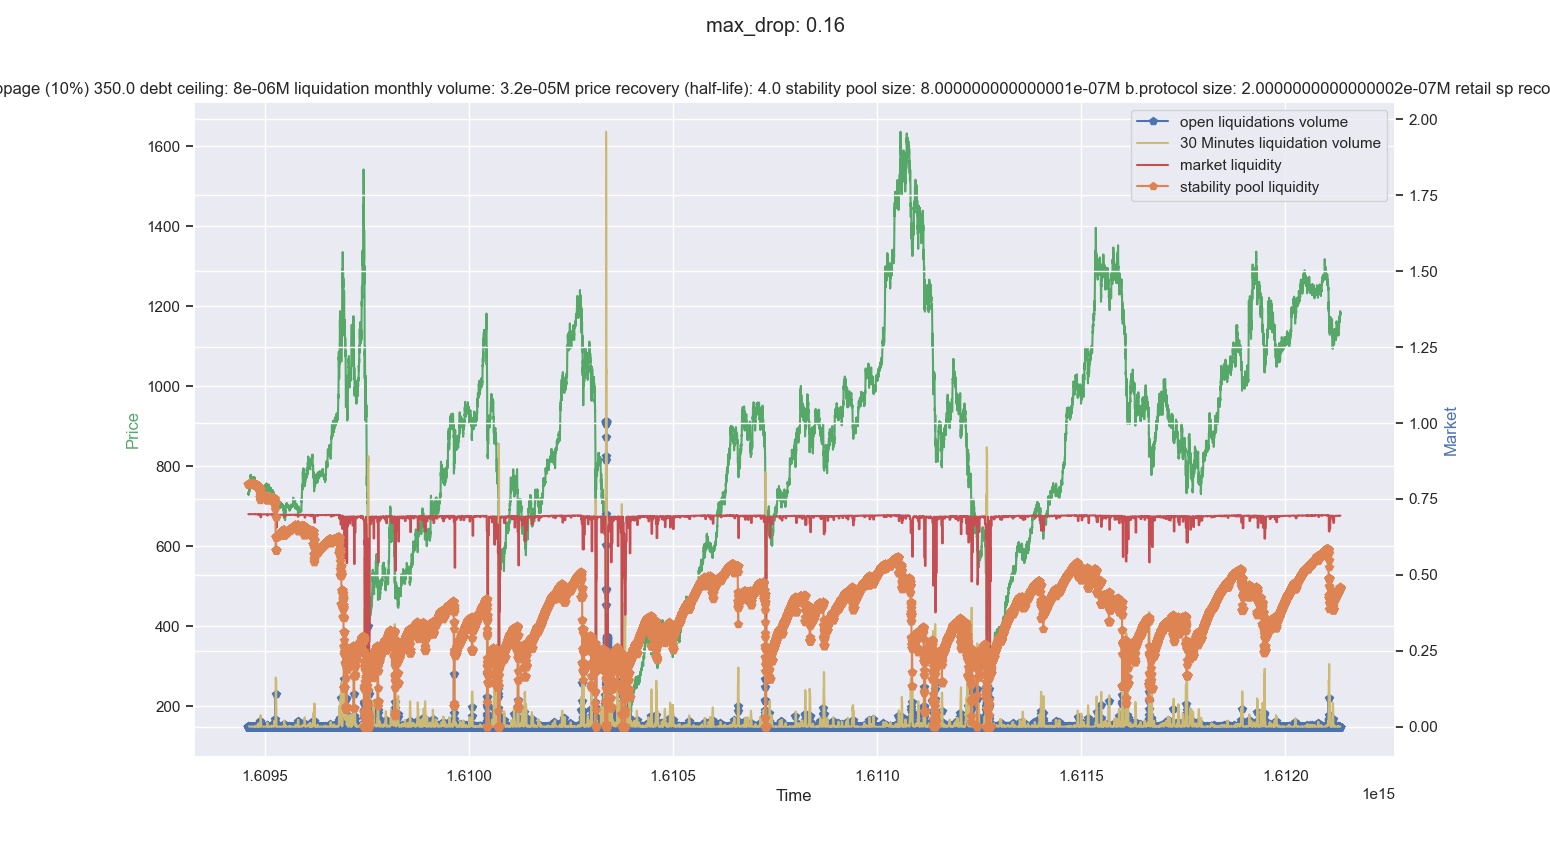 max_drop: 0.16
ppage (10%) 350.0 debt ceiling: 8e-06M liquidation monthly volume: 3.2e-05M price recovery (half-life): 4.0 stability pool size: 8.000000000000001e-07M b.protocol size: 2.0000000000000002e-07M retail sp reco
open liquidations volume
30 Minutes liquidation volume
market liquidity
stability pool liquidity
1600
1400
1200
1000
800
600
400
200
Price
2.00
1.75
1.50
1.25
1.00
0.75
0.50
0.25
0.00
Market
1.6095
1.6100
1.6105
1.6110
1.6115
1.6120
Time
1e15